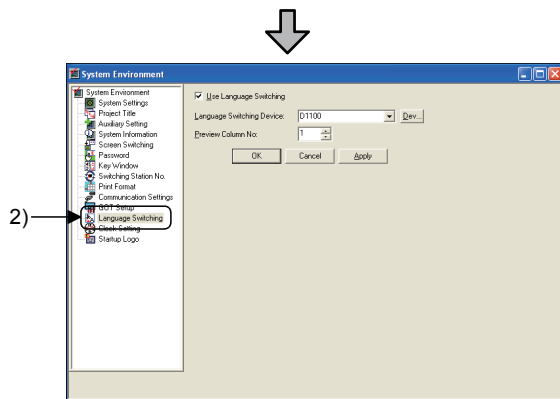 System Environment
System Environment
System Settings
Project Title
Auxiliary Setting
System Information
Screen Switching
Password
Key Window
Switching Station No.
Print Format
Communication Settings
GOT Setup
2)
Language Switching
Clock Setting
Startup Logo
Use Language Switching
Language Switching Device: D1100 Dev...
Preview Column No: 1
OK Cancel Apply